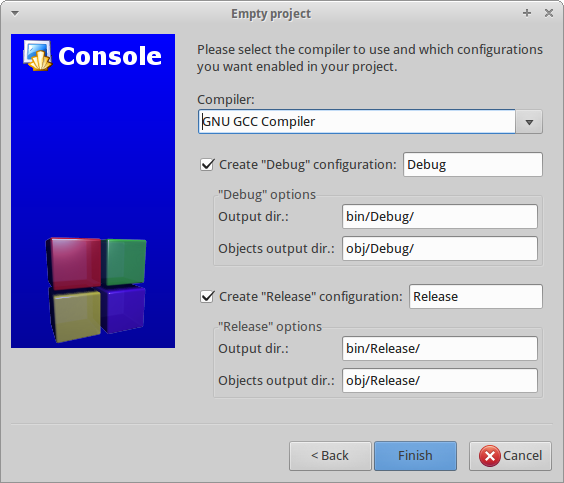 Empty project
Console
Please select the compiler to use and which configurations
you want enabled in your project.
Compiler:
GNU GCC Compiler
Create "Debug" configuration: Debug
"Debug" options
Output dir.: bin/Debug/
Objects output dir.: obj/Debug/
Create "Release" configuration: Release
"Release" options
Output dir.: bin/Release/
Objects output dir.: obj/Release/
< Back Finish Cancel